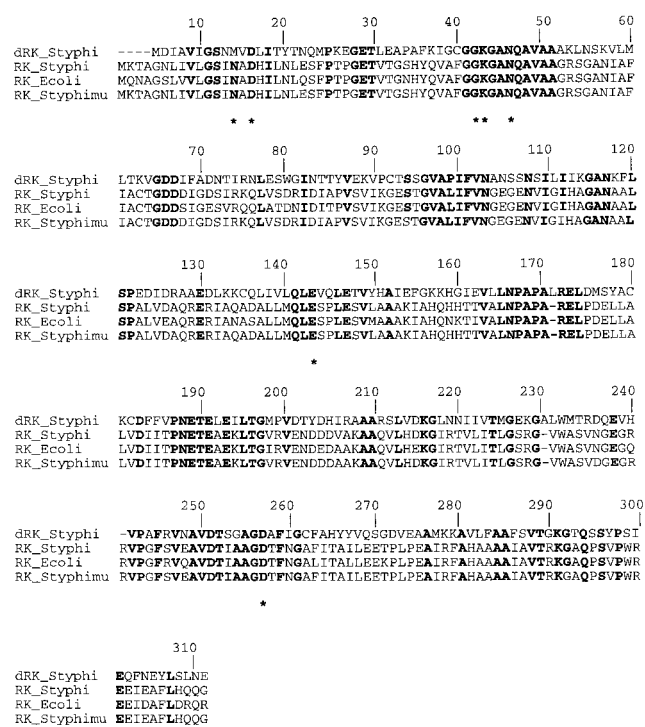 10 20 30 40 50 60
dRK_Styphi ----MDIAVIGSNMVDLITYTNQMPKEGETLEAPAFKIGCGGKGANQAVAAAKLNSKVLM
RK_Styphi MKTAGNLIVLGSINADHILNLESFPTPGETVTGSHYQVAFGGKGANQAVAAGRSGANIAF
RK_Ecoli MQNAGSLVVLGSINADHILNLQSFPTPGETVTGNHYQVAFGGKGANQAVAAGRSGANIAF
RK_Styphimu MKTAGNLIVLGSINADHILNLESFPTPGETVTGSHYQVAFGGKGANQAVAAGRSGANIAF
* * ** *
70 80 90 100 110 120
dRK_Styphi LTKVGDDIFADNTIRNLESWGINTTYVEKVPCTSSGVAPIFVNANSSNSILIIKGANKFL
RK_Styphi IACTGDDDIGDSIRKQLVSDRIDIAPVSVIKGESTGVALIFVNGEGENVIGIHAGANAAL
RK_Ecoli IACTGDDSIGESVRQQLATDNIDITPVSVIKGESTGVALIFVNGEGENVIGIHAGANAAL
RK_Styphimu IACTGDDDIGDSIRKQLVSDRIDIAPVSVIKGESTGVALIFVNGEGENVIGIHAGANAAL
130 140 150 160 170 180
dRK_Styphi SPEDIDRAAEDLKKCQLIVLQLEVQLETVYHAIEFGKKHGIEVLLNPAPALRELDMSYAC
RK_Styphi SPALVDAQRERIAQADALLMQLESPLESVLAAAKIAHQHHTTVALNPAPA-RELPDELLA
RK_Ecoli SPALVEAQRERIANASALLMQLESPLESVMAAAKIAHQNKTIVALNPAPA-RELPDELLA
RK_Styphimu SPALVDAQRERIAQADALLMQLESPLESVLAAAKIAHQHHTTVALNPAPA-RELPDELLA
*
190 200 210 220 230 240
dRK_Styphi KCDFFVPNETELEILTGMPVDTYDHIRAAARSLVDKGLNNIIVTMGEKGALWMTRDQEVH
RK_Styphi LVDIITPNETEAEKLTGVRVENDDDVAKAAQVLHDKGIRTVLITLGSRG-VWASVNGEGR
RK_Ecoli LVDIITPNETEAEKLTGIRVENDEDAAKAAQVLHEKGIRTVLITLGSRG-VWASVNGEGQ
RK_Styphimu LVDIITPNETEAEKLTGVRVENDDDAAKAAQVLHDKGIRTVLITLGSRG-VWASVDGEGR
250 260 270 280 290 300
dRK_Styphi -VPAFRVNAVDTSGAGDAFIGCFAHYYVQSGDVEAAMKKAVLFAAFSVTGKGTQSSYPSI
RK_Styphi RVPGFSVEAVDTIAAGDTFNGAFITAILEETPLPEAIRFAHAAAAIAVTRKGAQPSVPWR
RK_Ecoli RVPGFRVQAVDTIAAGDTFNGALITALLEEKPLPEAIRFAHAAAAIAVTRKGAQPSVPWR
RK_Styphimu RVPGFSVEAVDTIAAGDTFNGAFITAILEETPLPEAIRFAHAAAAIAVTRKGAQPSVPWR
*
310
dRK_Styphi EQFNEYLSLNE
RK_Styphi EEIEAFLHQQG
RK_Ecoli EEIDAFLDRQR
RK_Styphimu EEIEAFLHQQG